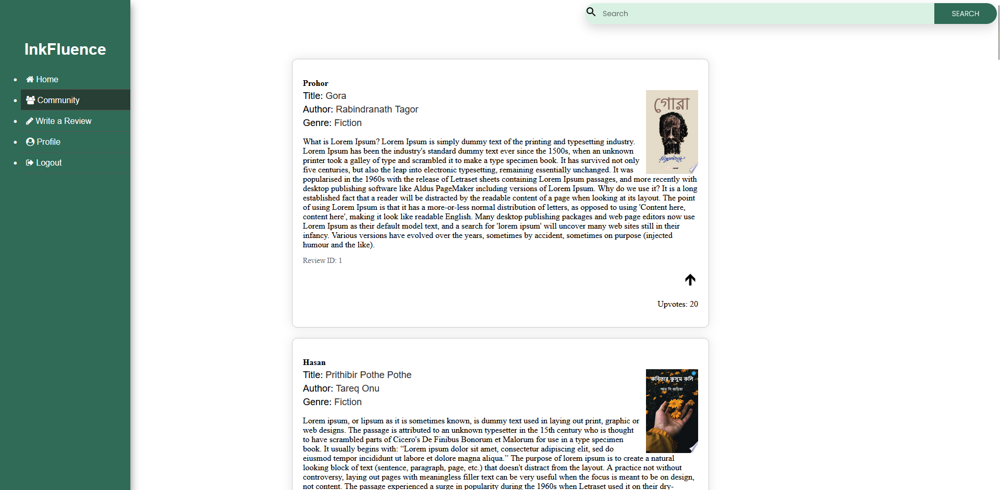 Search
SEARCH
InkFluence
Home
Community
Write a Review
Profile
Logout
Prohor
Title: Gora
Author: Rabindranath Tagor
Genre: Fiction
গোরা
What is Lorem Ipsum? Lorem Ipsum is simply dummy text of the printing and typesetting industry.
Lorem Ipsum has been the industry's standard dummy text ever since the 1500s, when an unknown
printer took a galley of type and scrambled it to make a type specimen book. It has survived not only
five centuries, but also the leap into electronic typesetting, remaining essentially unchanged. It was
popularised in the 1960s with the release of Letraset sheets containing Lorem Ipsum passages, and more recently with
desktop publishing software like Aldus PageMaker including versions of Lorem Ipsum. Why do we use it? It is a long
established fact that a reader will be distracted by the readable content of a page when looking at its layout. The point
of using Lorem Ipsum is that it has a more-or-less normal distribution of letters, as opposed to using 'Content here,
content here', making it look like readable English. Many desktop publishing packages and web page editors now use
Lorem Ipsum as their default model text, and a search for 'lorem ipsum' will uncover many web sites still in their
infancy. Various versions have evolved over the years, sometimes by accident, sometimes on purpose (injected
humour and the like).
Review ID: 1
Upvotes: 20
Hasan
Title: Prithibir Pothe Pothe
Author: Tareq Onu
Genre: Fiction
কবিতার কুসুম কলি
আর সি গুড়িয়া
Lorem ipsum, or lipsum as it is sometimes known, is dummy text used in laying out print, graphic or
web designs. The passage is attributed to an unknown typesetter in the 15th century who is thought
to have scrambled parts of Cicero's De Finibus Bonorum et Malorum for use in a type specimen
book. It usually begins with: “Lorem ipsum dolor sit amet, consectetur adipiscing elit, sed do
eiusmod tempor incididunt ut labore et dolore magna aliqua.” The purpose of lorem ipsum is to create a natural
looking block of text (sentence, paragraph, page, etc.) that doesn't distract from the layout. A practice not without
controversy, laying out pages with meaningless filler text can be very useful when the focus is meant to be on design,
not content. The passage experienced a surge in popularity during the 1960s when Letraset used it on their dry-